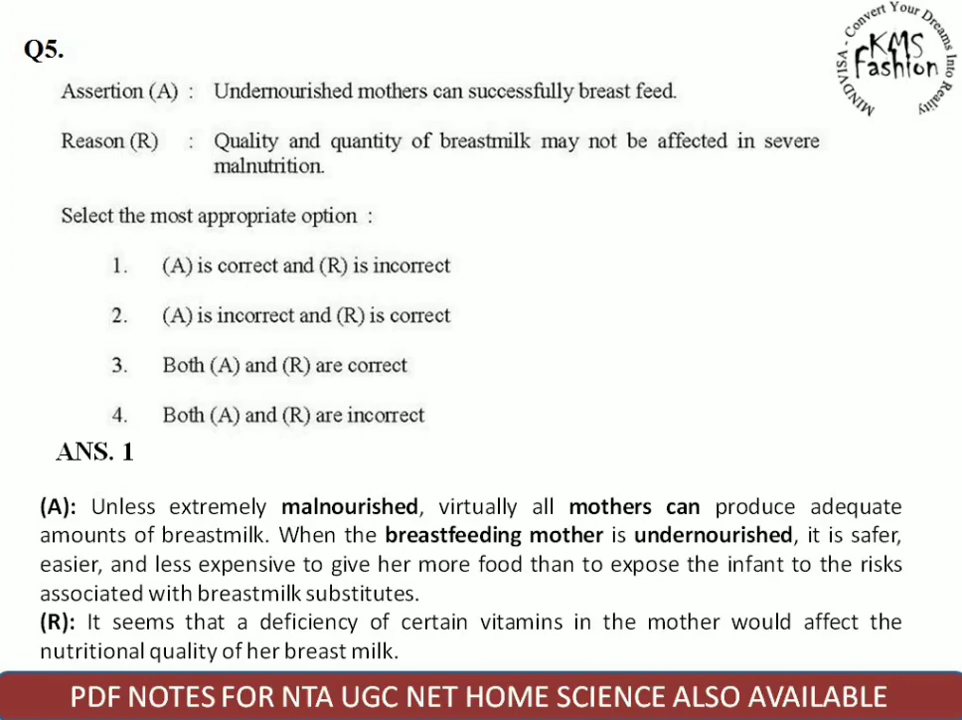 MINDVISA - Convert Your Dreams Into Reality
KMS
Fashion
Q5.
Assertion (A) : Undernourished mothers can successfully breast feed.
Reason (R) : Quality and quantity of breastmilk may not be affected in severe
malnutrition.
Select the most appropriate option :
1. (A) is correct and (R) is incorrect
2. (A) is incorrect and (R) is correct
3. Both (A) and (R) are correct
4. Both (A) and (R) are incorrect
ANS. 1
(A): Unless extremely malnourished, virtually all mothers can produce adequate
amounts of breastmilk. When the breastfeeding mother is undernourished, it is safer,
easier, and less expensive to give her more food than to expose the infant to the risks
associated with breastmilk substitutes.
(R): It seems that a deficiency of certain vitamins in the mother would affect the
nutritional quality of her breast milk.
PDF NOTES FOR NTA UGC NET HOME SCIENCE ALSO AVAILABLE